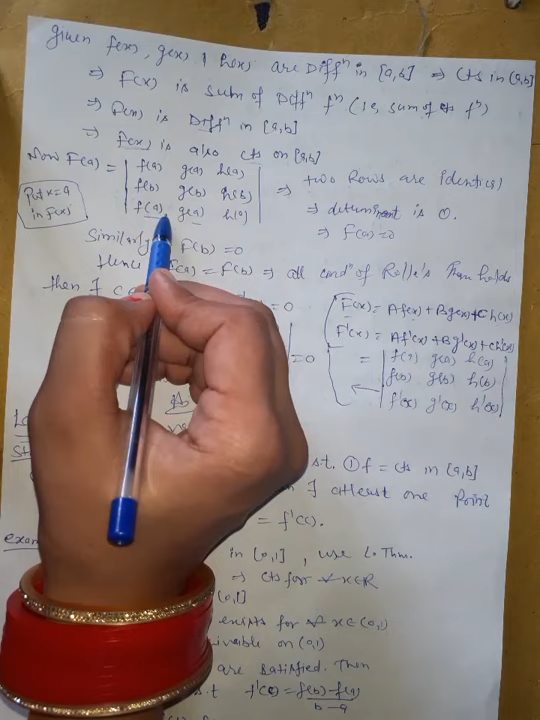 Given f(x), g(x) & h(x) are Diffⁿ in [a,b] ⇒ Cts in [a,b]
⇒ F(x) is sum of Diffⁿ fⁿ (i.e, sum of cts fⁿ)
⇒ F(x) is Diffⁿ in [a,b]
⇒ F(x) is also cts on [a,b]
Now F(a) = | f(a) g(a) h(a) |
| f(b) g(b) h(b) | ⇒ two Rows are identical
| f(a) g(a) h(a) | ⇒ determinant is 0.
Put x = a
in F(x)
⇒ F(a) = 0
Similarly F(b) = 0
Hence F(a) = F(b) ⇒ all condⁿ of Rolle's Thm holds
then ∃ = 0
F(x) = Af(x) + Bg(x) + Ch(x)
F'(x) = Af'(x) + Bg'(x) + Ch'(x)
= | f(a) g(a) h(a) |
| f(b) g(b) h(b) |
| f'(x) g'(x) h'(x) |
= 0
s.t. ① f = cts in [a,b]
∃ atleast one point
= f'(c).
in [0,1], use L. Thm.
⇒ cts for ∀ x ∈ R
[0,1]
exists for ∀ x ∈ (0,1)
on (0,1)
are satisfied. Then
s.t f'(c) = f(b) - f(a)
b - a